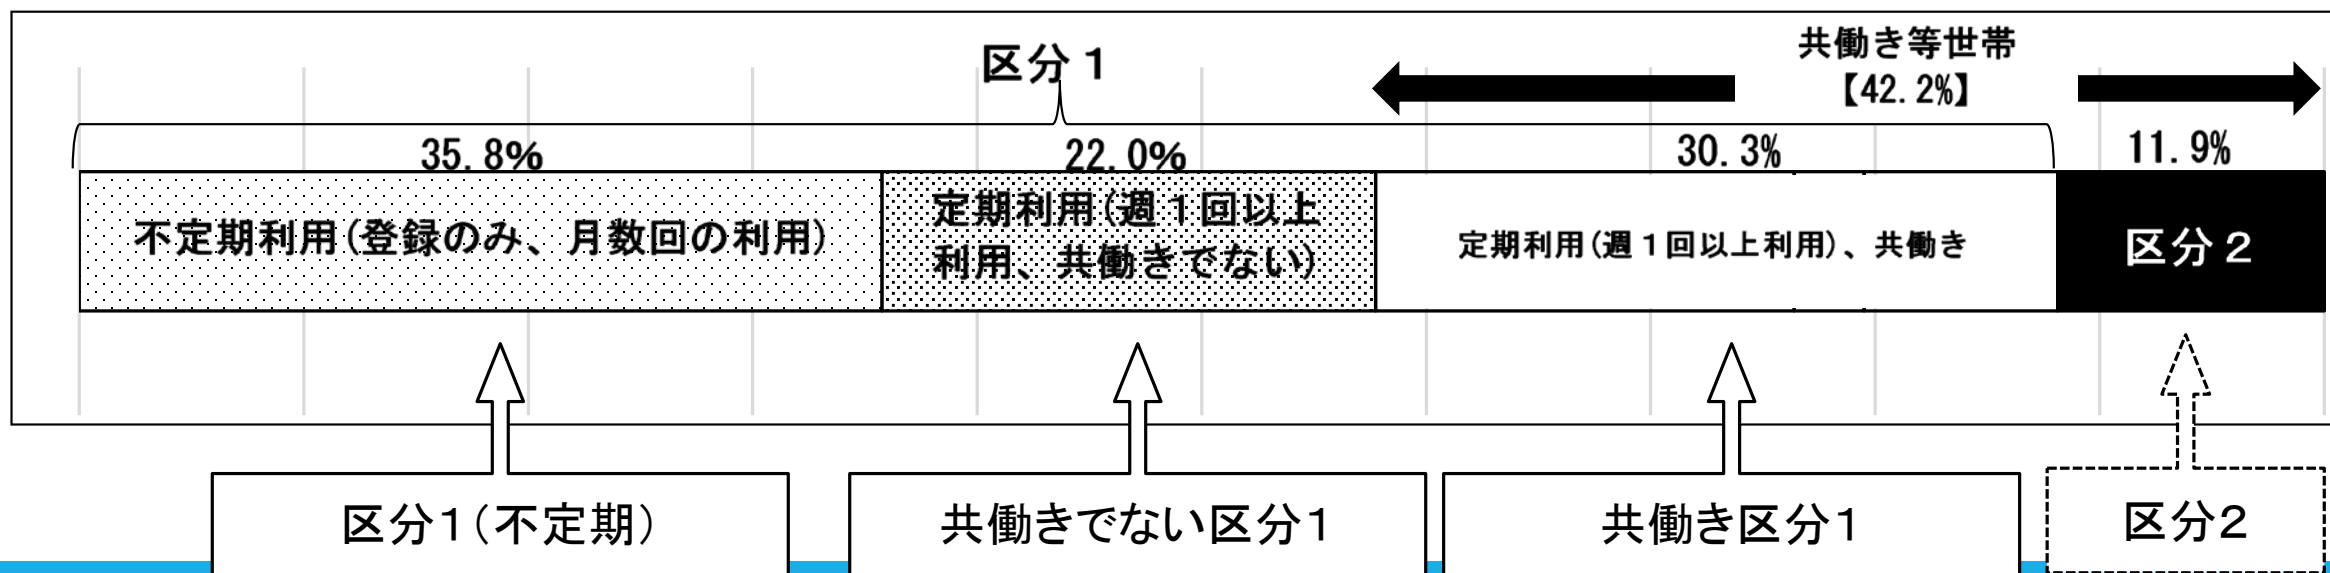 区分１
共働き等世帯
【42.2%】
35.8%
22.0%
30.3%
11.9%
不定期利用(登録のみ、月数回の利用)
定期利用(週１回以上
利用、共働きでない)
定期利用(週１回以上利用)、共働き
区分２
区分1(不定期)
共働きでない区分1
共働き区分1
区分2